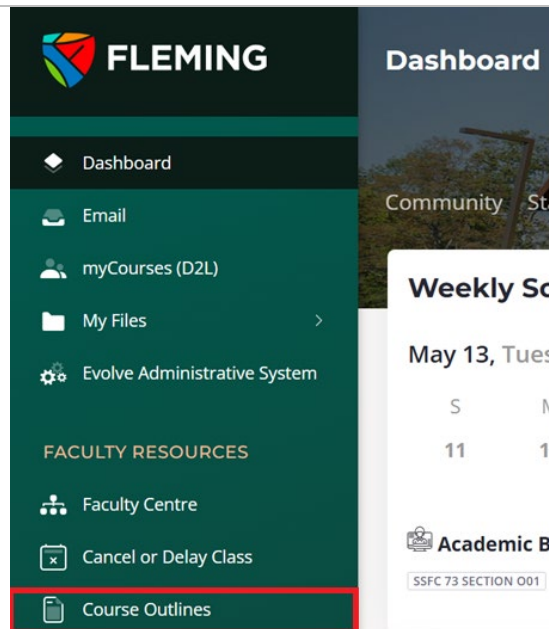 FLEMING
Dashboard
Email
myCourses (D2L)
My Files
Evolve Administrative System
FACULTY RESOURCES
Faculty Centre
Cancel or Delay Class
Course Outlines
Dashboard
Community
Weekly
May 13,
S
11
Academic
SSFC 73 SECTION O01